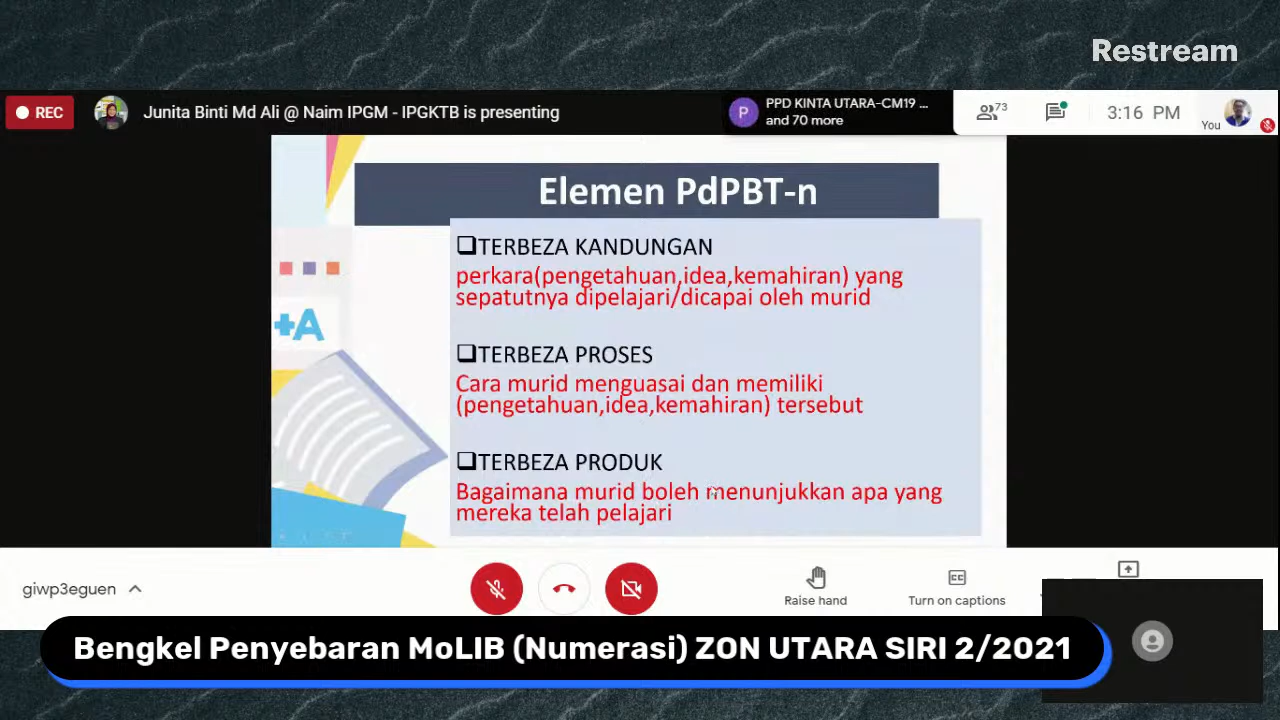 Restream
REC
Junita Binti Md Ali @ Naim IPGM - IPGKTB is presenting
P
PPD KINTA UTARA-CM19 ...
and 70 more
73
3:16 PM
You
Elemen PdPBT-n
TERBEZA KANDUNGAN
perkara(pengetahuan,idea,kemahiran) yang
sepatutnya dipelajari/dicapai oleh murid
+A
TERBEZA PROSES
Cara murid menguasai dan memiliki
(pengetahuan,idea,kemahiran) tersebut
TERBEZA PRODUK
Bagaimana murid boleh menunjukkan apa yang
mereka telah pelajari
giwp3eguen
CC
Raise hand
Turn on captions
Bengkel Penyebaran MoLIB (Numerasi) ZON UTARA SIRI 2/2021